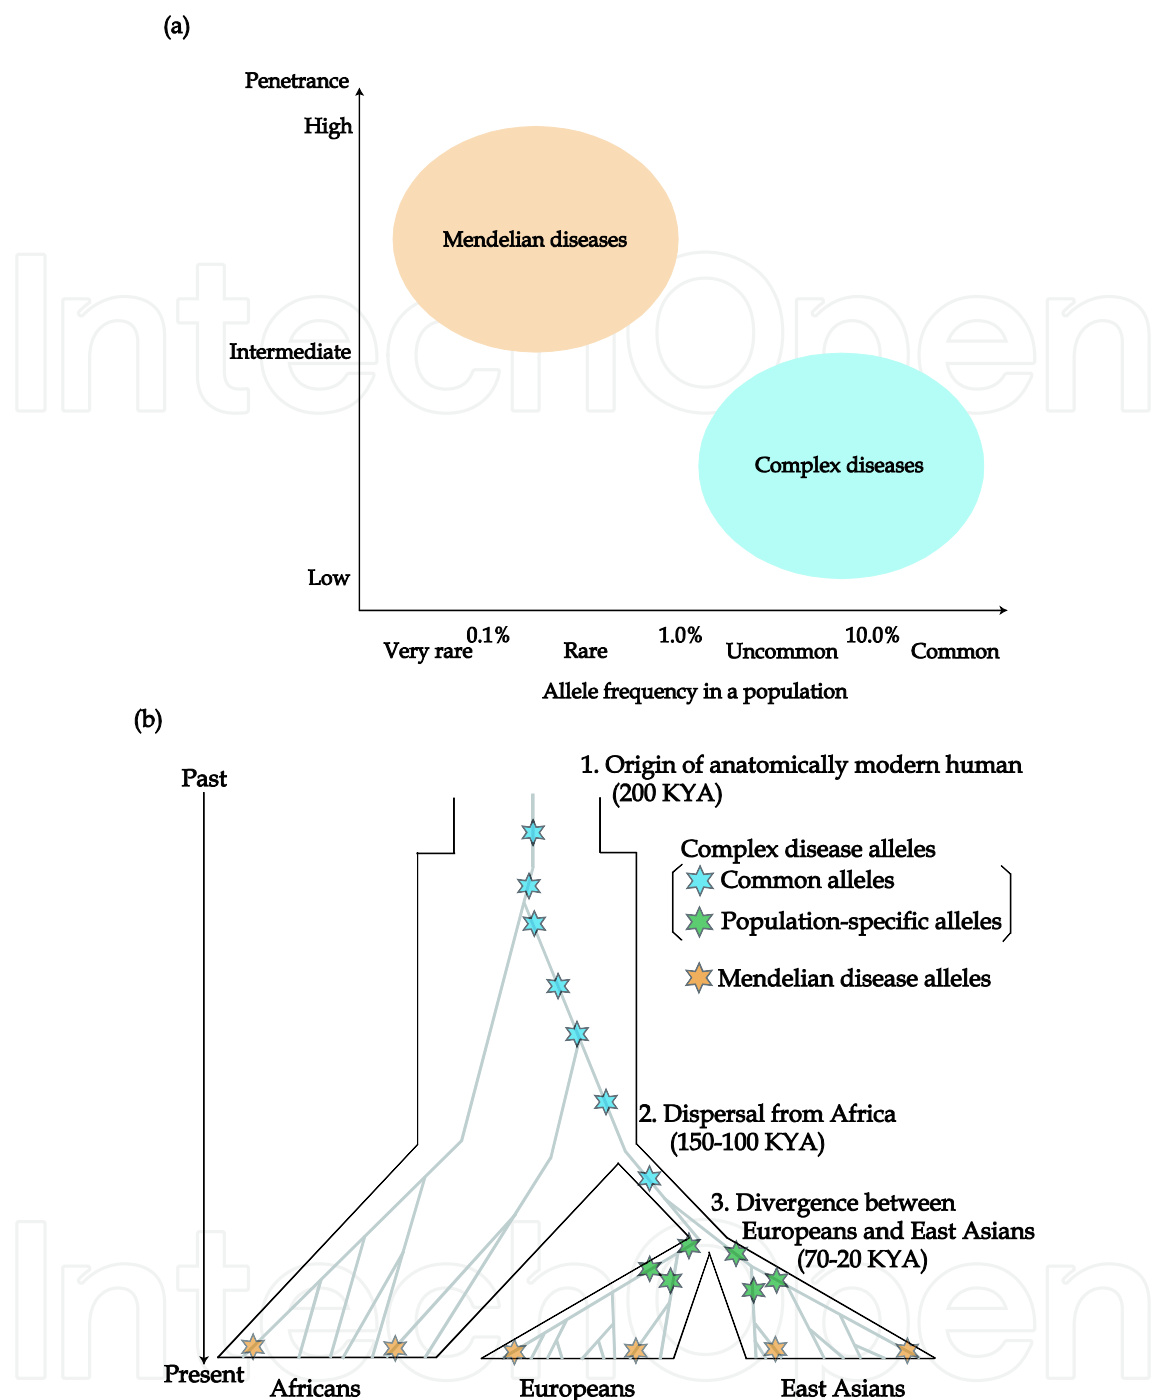 (a)
Penetrance
High
Mendelian diseases
Intermediate
Complex diseases
Low
0.1% 1.0% 10.0%
Very rare Rare Uncommon Common
Allele frequency in a population
(b)
1. Origin of anatomically modern human
(200 KYA)
Past
Complex disease alleles
Common alleles
Population-specific alleles
Mendelian disease alleles
2. Dispersal from Africa
(150-100 KYA)
3. Divergence between
Europeans and East Asians
(70-20 KYA)
Present
Africans Europeans East Asians
IntechOpen
IntechOpen